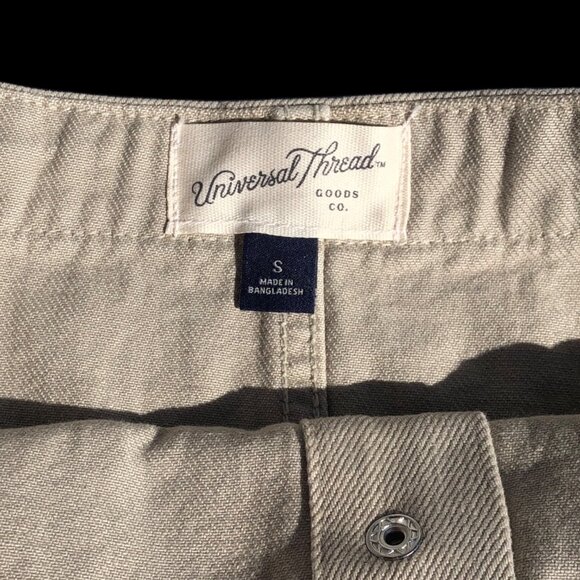 Universal Thread™
GOODS
CO.
S
MADE IN
BANGLADESH